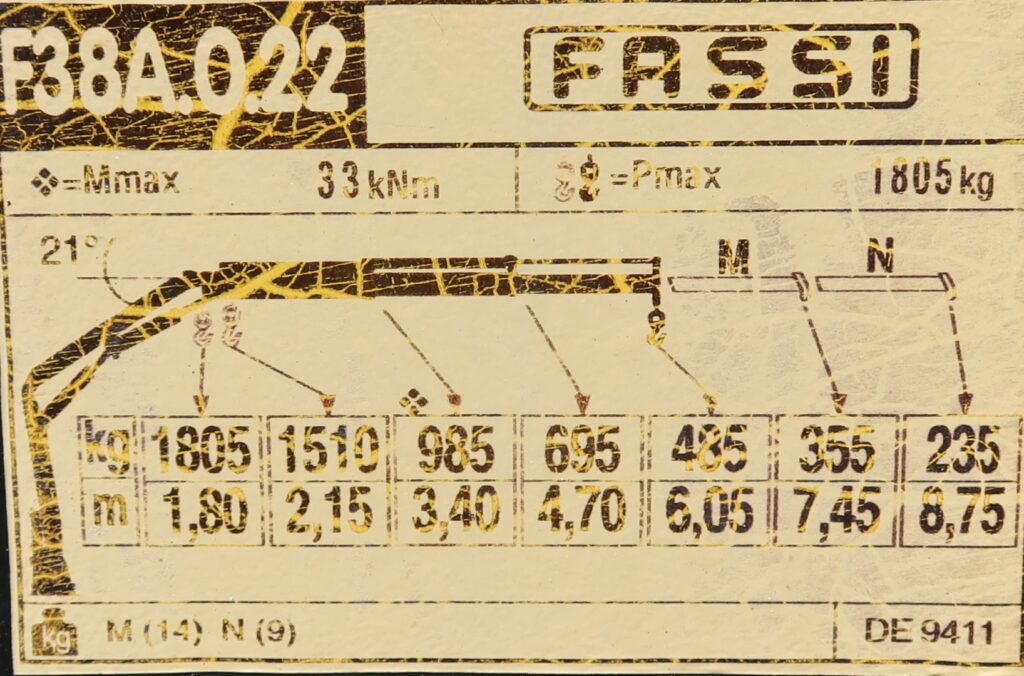 F38A.0.22 FASSI
=Mmax 33 kNm =Pmax 1805 kg
21° M N
kg 1805 1510 985 695 485 355 235
m 1,80 2,15 3,40 4,70 6,05 7,45 8,75
kg M (14) N (9) DE 9411